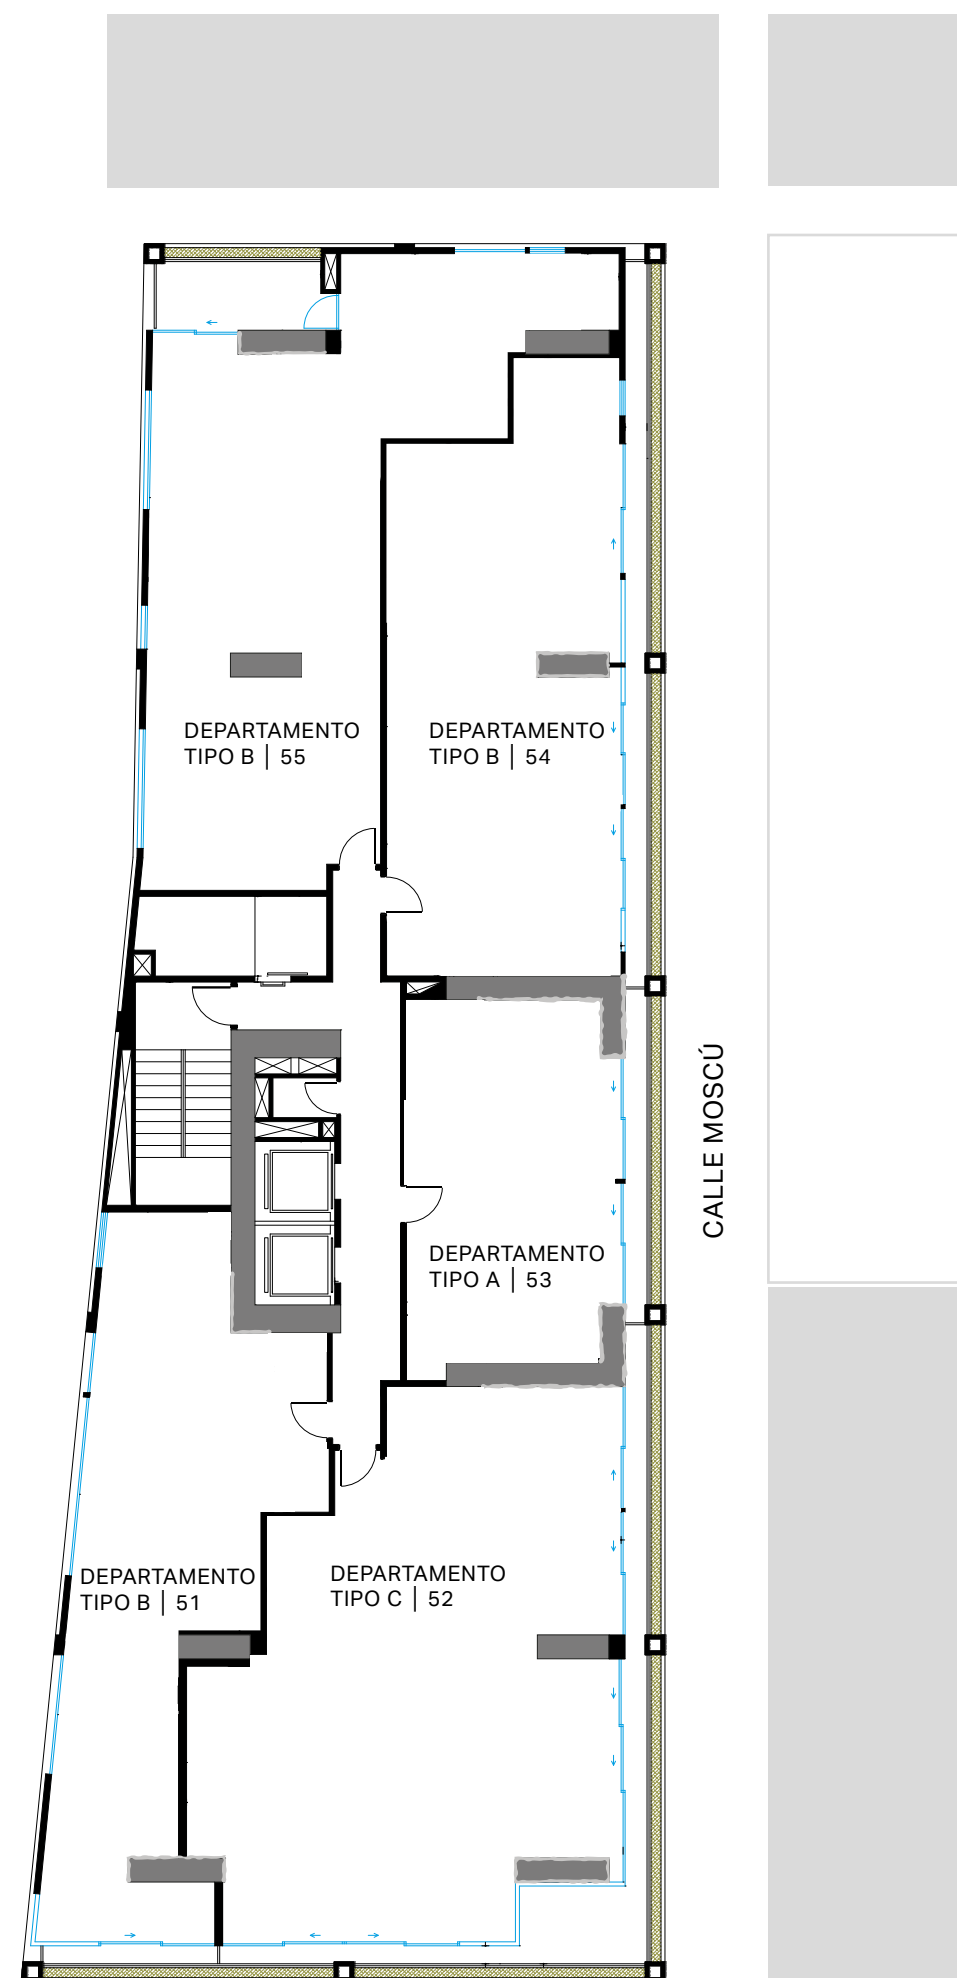 DEPARTAMENTO
TIPO B | 55
DEPARTAMENTO
TIPO B | 54
CALLE MOSCÚ
DEPARTAMENTO
TIPO A | 53
DEPARTAMENTO
TIPO B | 51
DEPARTAMENTO
TIPO C | 52